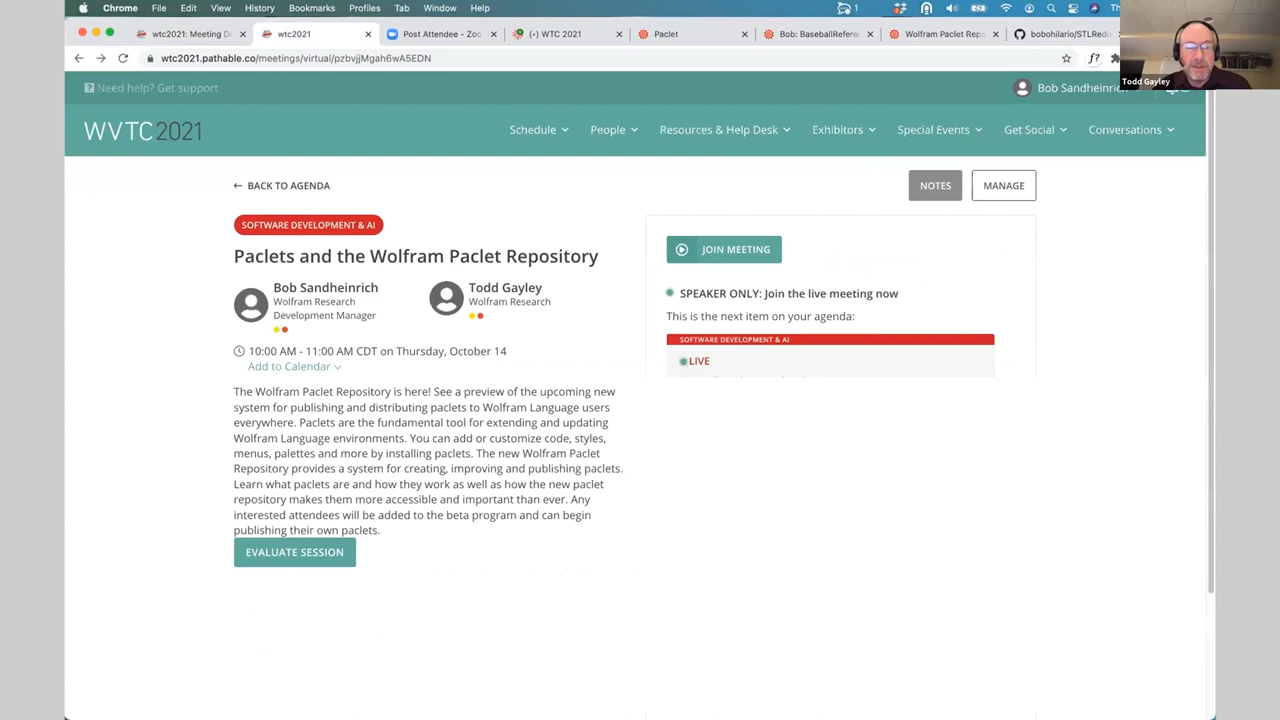 Chrome File Edit View History Bookmarks Profiles Tab Window Help
1
wtc2021: Meeting D
wtc2021
Post Attendee - Zoo
(•) WTC 2021
Paclet
Bob: BaseballRefere
Wolfram Paclet Repo
bobohilario/STLRedic
wtc2021.pathable.co/meetings/virtual/pzbvjjMgah6wA5EDN
f?
Todd Gayley
Need help? Get support
Bob Sandheinrich
WVTC2021
Schedule People Resources & Help Desk Exhibitors Special Events Get Social Conversations
← BACK TO AGENDA
NOTES MANAGE
SOFTWARE DEVELOPMENT & AI
Paclets and the Wolfram Paclet Repository
Bob Sandheinrich
Wolfram Research
Development Manager
Todd Gayley
Wolfram Research
10:00 AM - 11:00 AM CDT on Thursday, October 14
Add to Calendar
The Wolfram Paclet Repository is here! See a preview of the upcoming new
system for publishing and distributing paclets to Wolfram Language users
everywhere. Paclets are the fundamental tool for extending and updating
Wolfram Language environments. You can add or customize code, styles,
menus, palettes and more by installing paclets. The new Wolfram Paclet
Repository provides a system for creating, improving and publishing paclets.
Learn what paclets are and how they work as well as how the new paclet
repository makes them more accessible and important than ever. Any
interested attendees will be added to the beta program and can begin
publishing their own paclets.
EVALUATE SESSION
JOIN MEETING
SPEAKER ONLY: Join the live meeting now
This is the next item on your agenda:
SOFTWARE DEVELOPMENT & AI
LIVE